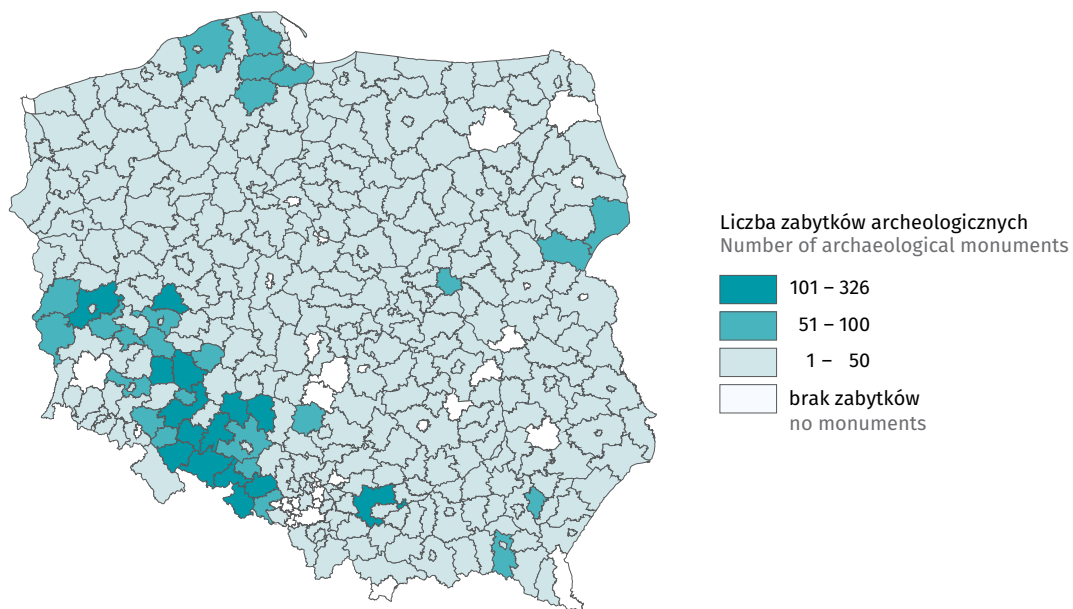 Liczba zabytków archeologicznych
Number of archaeological monuments
101 – 326
51 – 100
1 – 50
brak zabytków
no monuments